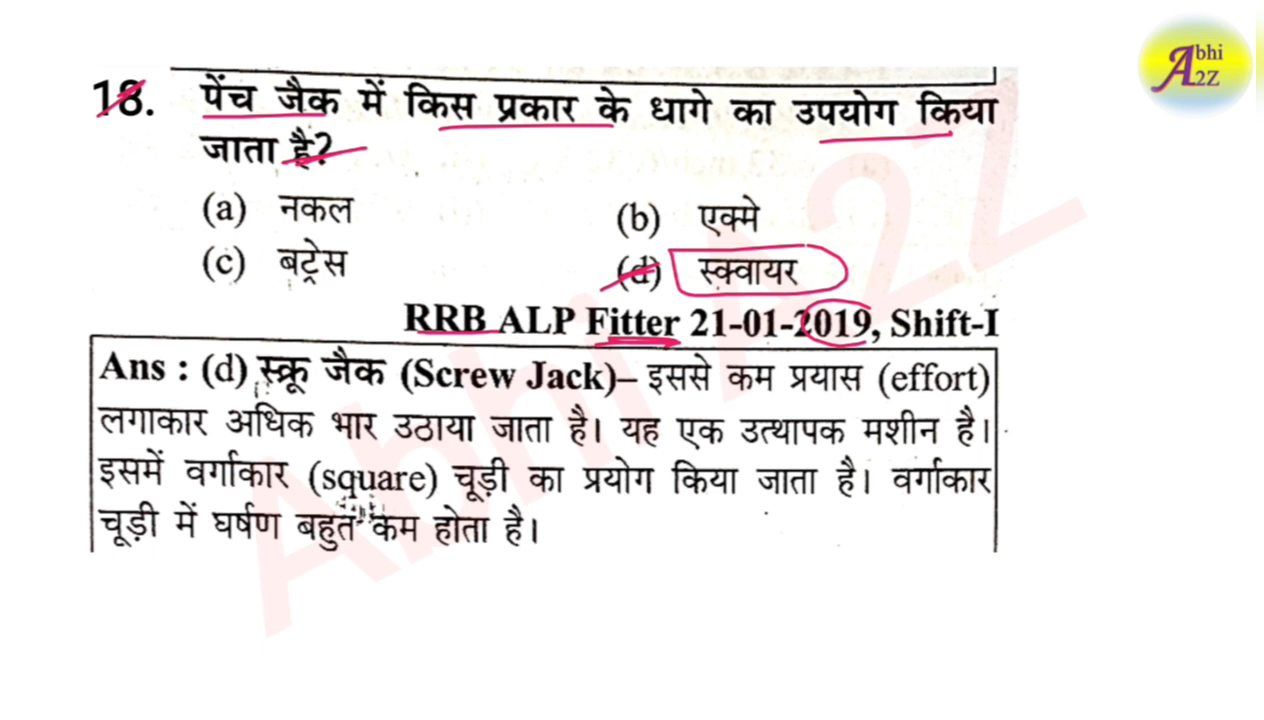 Abhi
A2Z
18. पेंच जैक में किस प्रकार के धागे का उपयोग किया
जाता है?
(a) नकल (b) एक्मे
(c) बट्रेस (d) स्क्वायर
RRB ALP Fitter 21-01-2019, Shift-I
Ans : (d) स्क्रू जैक (Screw Jack)– इससे कम प्रयास (effort)
लगाकार अधिक भार उठाया जाता है। यह एक उत्थापक मशीन है।
इसमें वर्गाकार (square) चूड़ी का प्रयोग किया जाता है। वर्गाकार
चूड़ी में घर्षण बहुत कम होता है।
Abhi A2Z